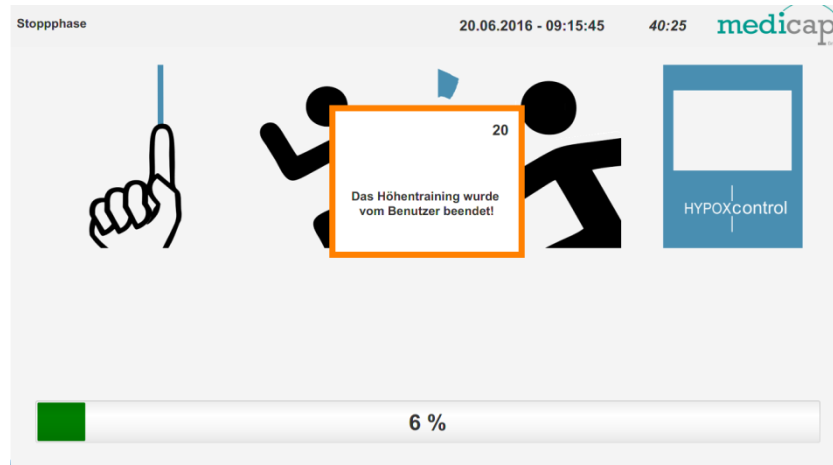 Stoppphase
20.06.2016 - 09:15:45
40:25
medicap
20
Das Höhentraining wurde
vom Benutzer beendet!
HYPOXcontrol
6 %